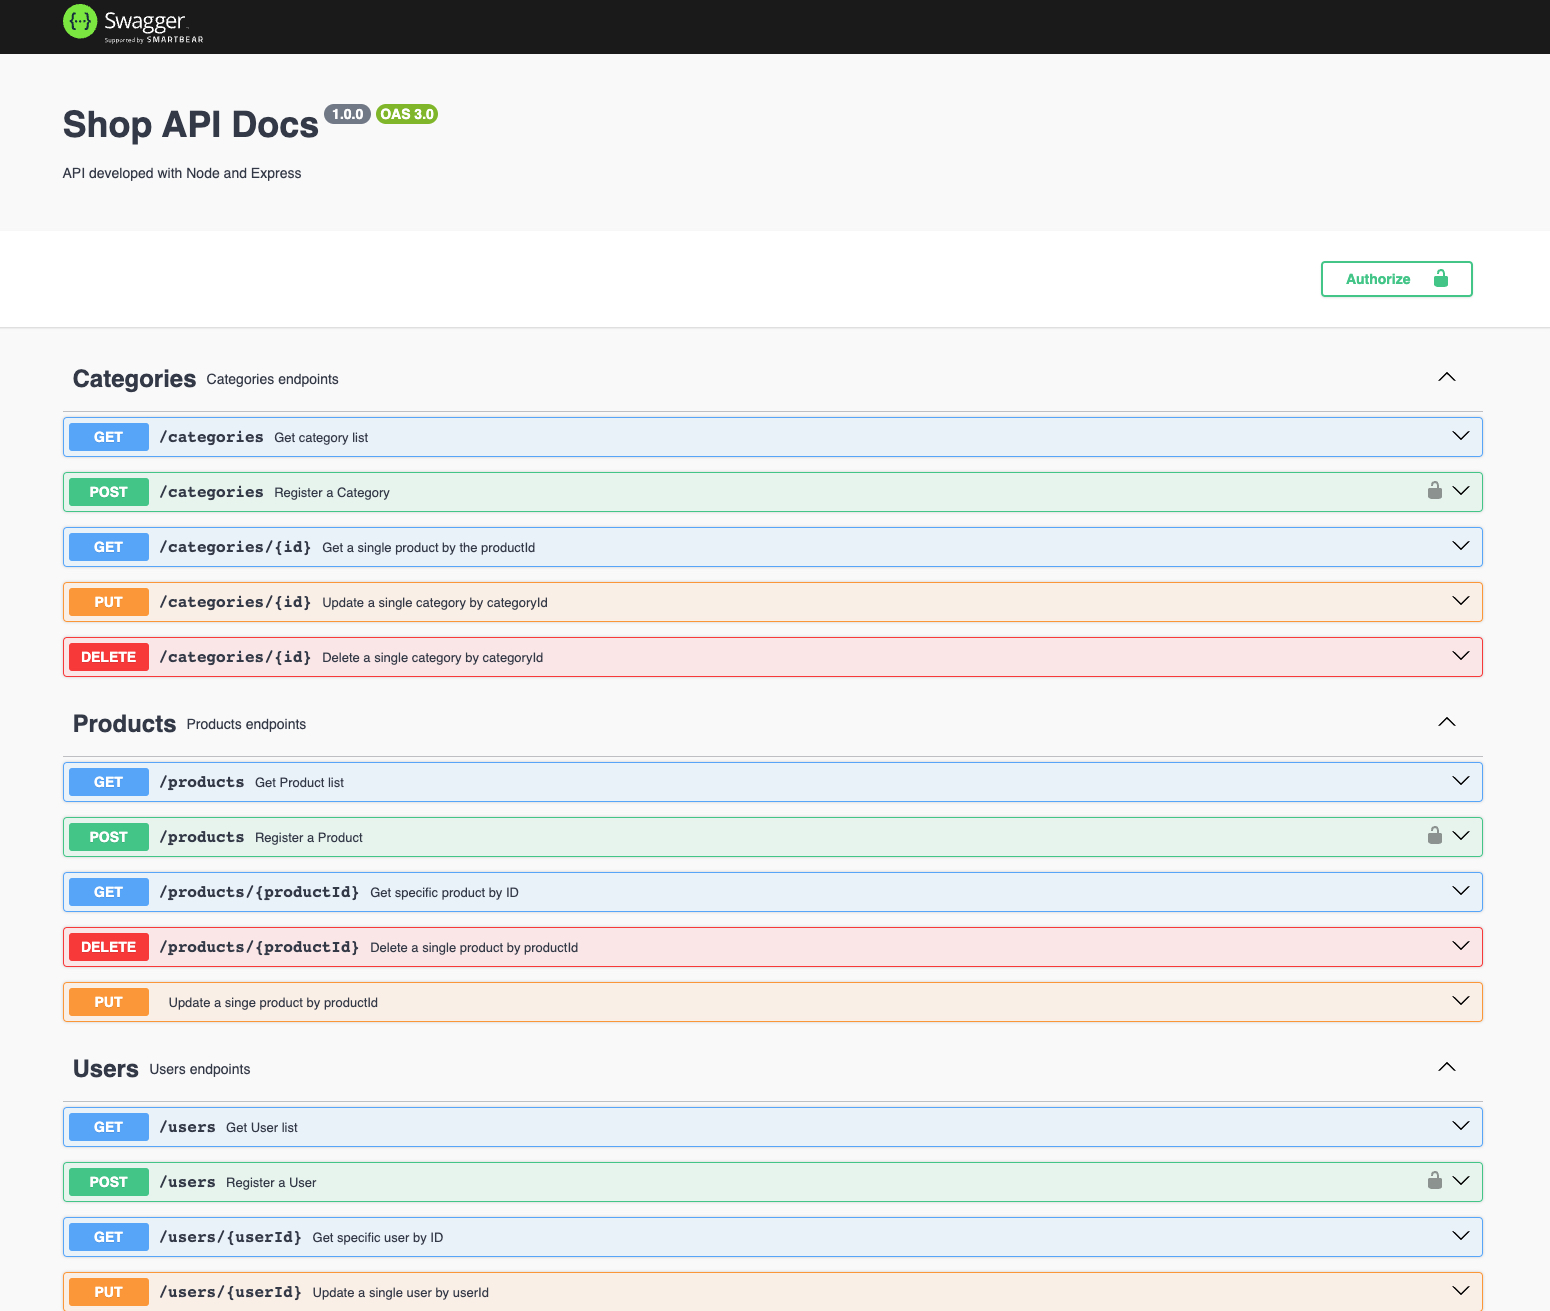 Swagger
Supported by SMARTBEAR
Shop API Docs 1.0.0 OAS 3.0
API developed with Node and Express
Authorize
Categories Categories endpoints
GET /categories Get category list
POST /categories Register a Category
GET /categories/{id} Get a single product by the productId
PUT /categories/{id} Update a single category by categoryId
DELETE /categories/{id} Delete a single category by categoryId
Products Products endpoints
GET /products Get Product list
POST /products Register a Product
GET /products/{productId} Get specific product by ID
DELETE /products/{productId} Delete a single product by productId
PUT Update a singe product by productId
Users Users endpoints
GET /users Get User list
POST /users Register a User
GET /users/{userId} Get specific user by ID
PUT /users/{userId} Update a single user by userId